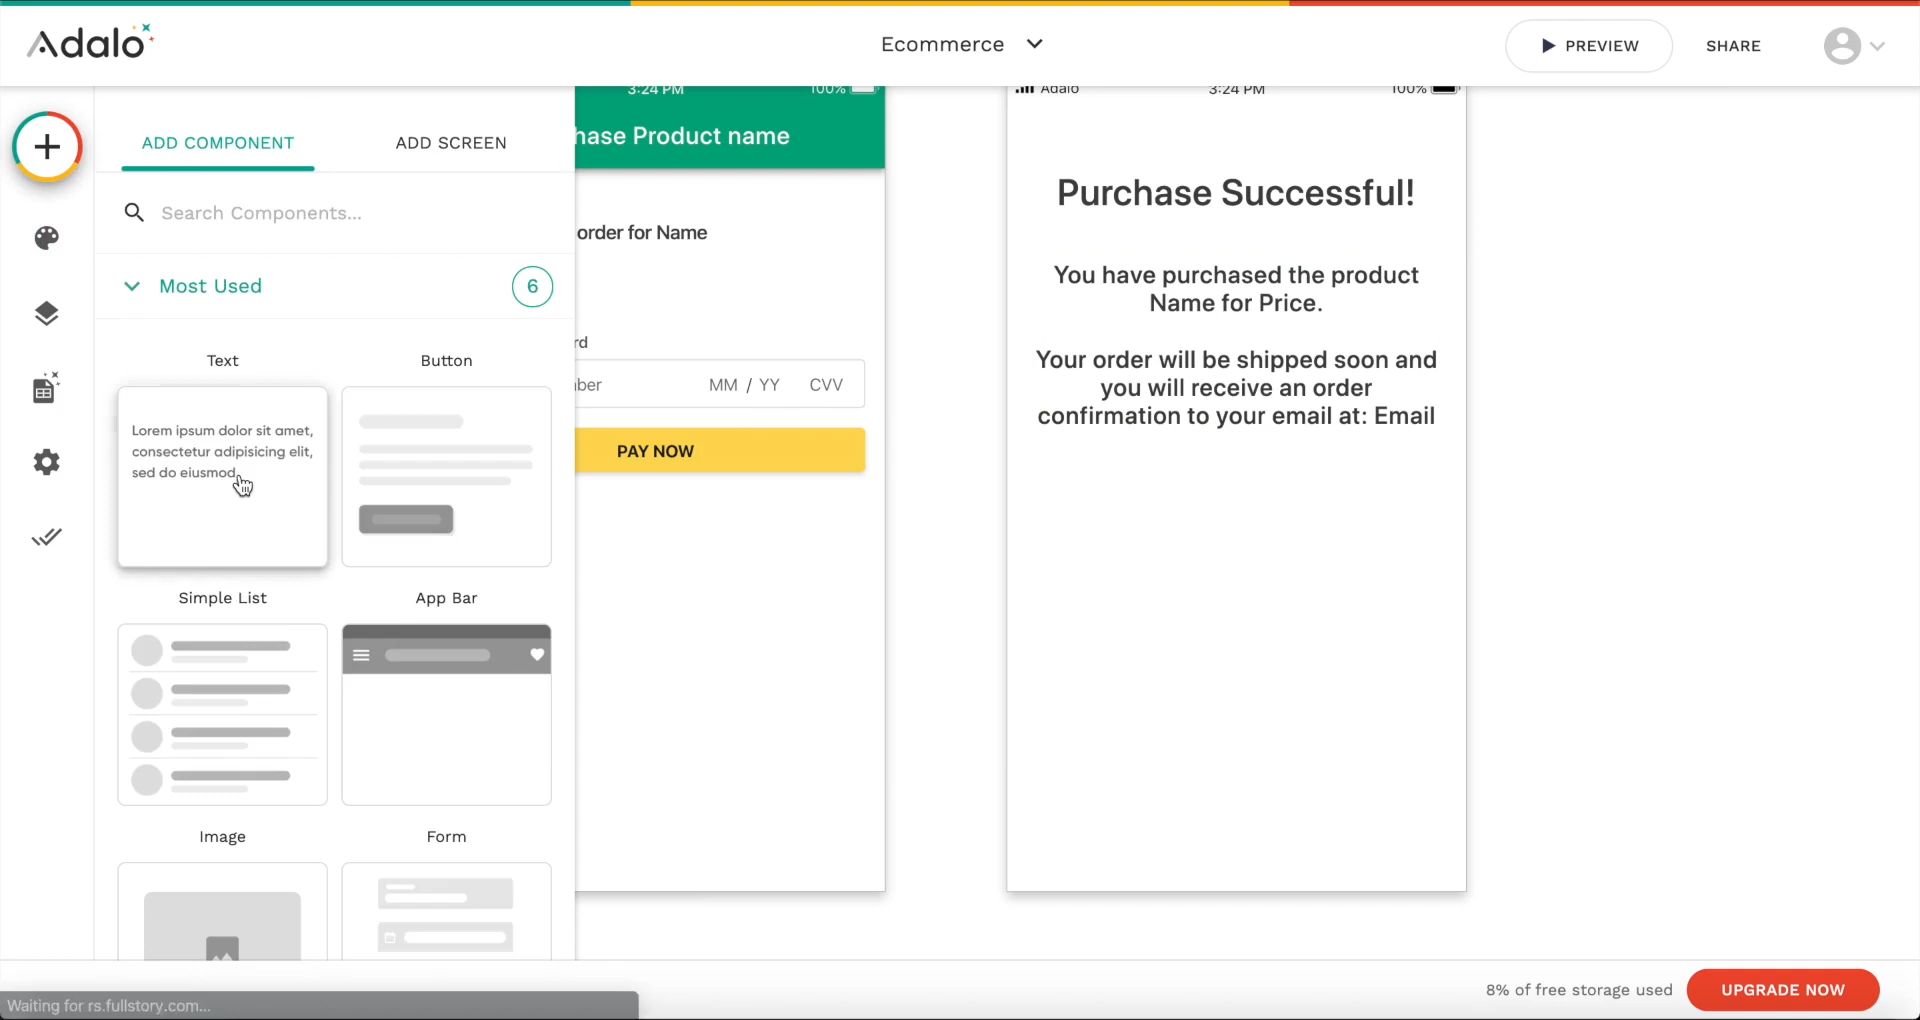 Adalo
Ecommerce
PREVIEW
SHARE
ADD COMPONENT
ADD SCREEN
Search Components...
Most Used
6
Text
Button
Lorem ipsum dolor sit amet,
consectetur adipisicing elit,
sed do eiusmod
Simple List
App Bar
Image
Form
3:24 PM
100%
hase Product name
order for Name
rd
ber
MM / YY
CVV
PAY NOW
Adalo
3:24 PM
100%
Purchase Successful!
You have purchased the product
Name for Price.
Your order will be shipped soon and
you will receive an order
confirmation to your email at: Email
Waiting for rs.fullstory.com...
8% of free storage used
UPGRADE NOW